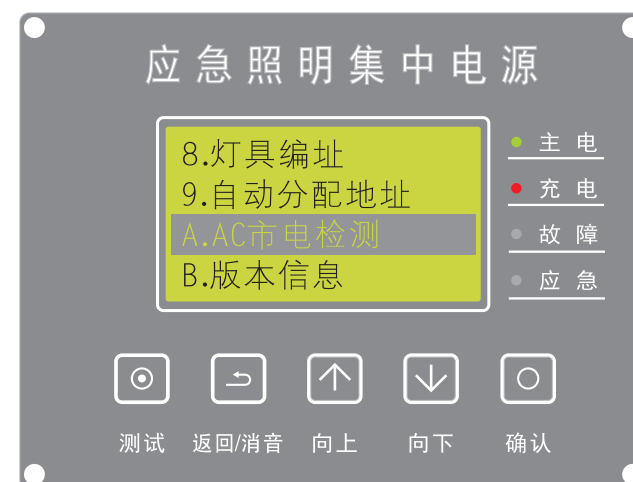 应急照明集中电源
8.灯具编址
9.自动分配地址
A.AC市电检测
B.版本信息
主电
充电
故障
应急
测试 返回/消音 向上 向下 确认